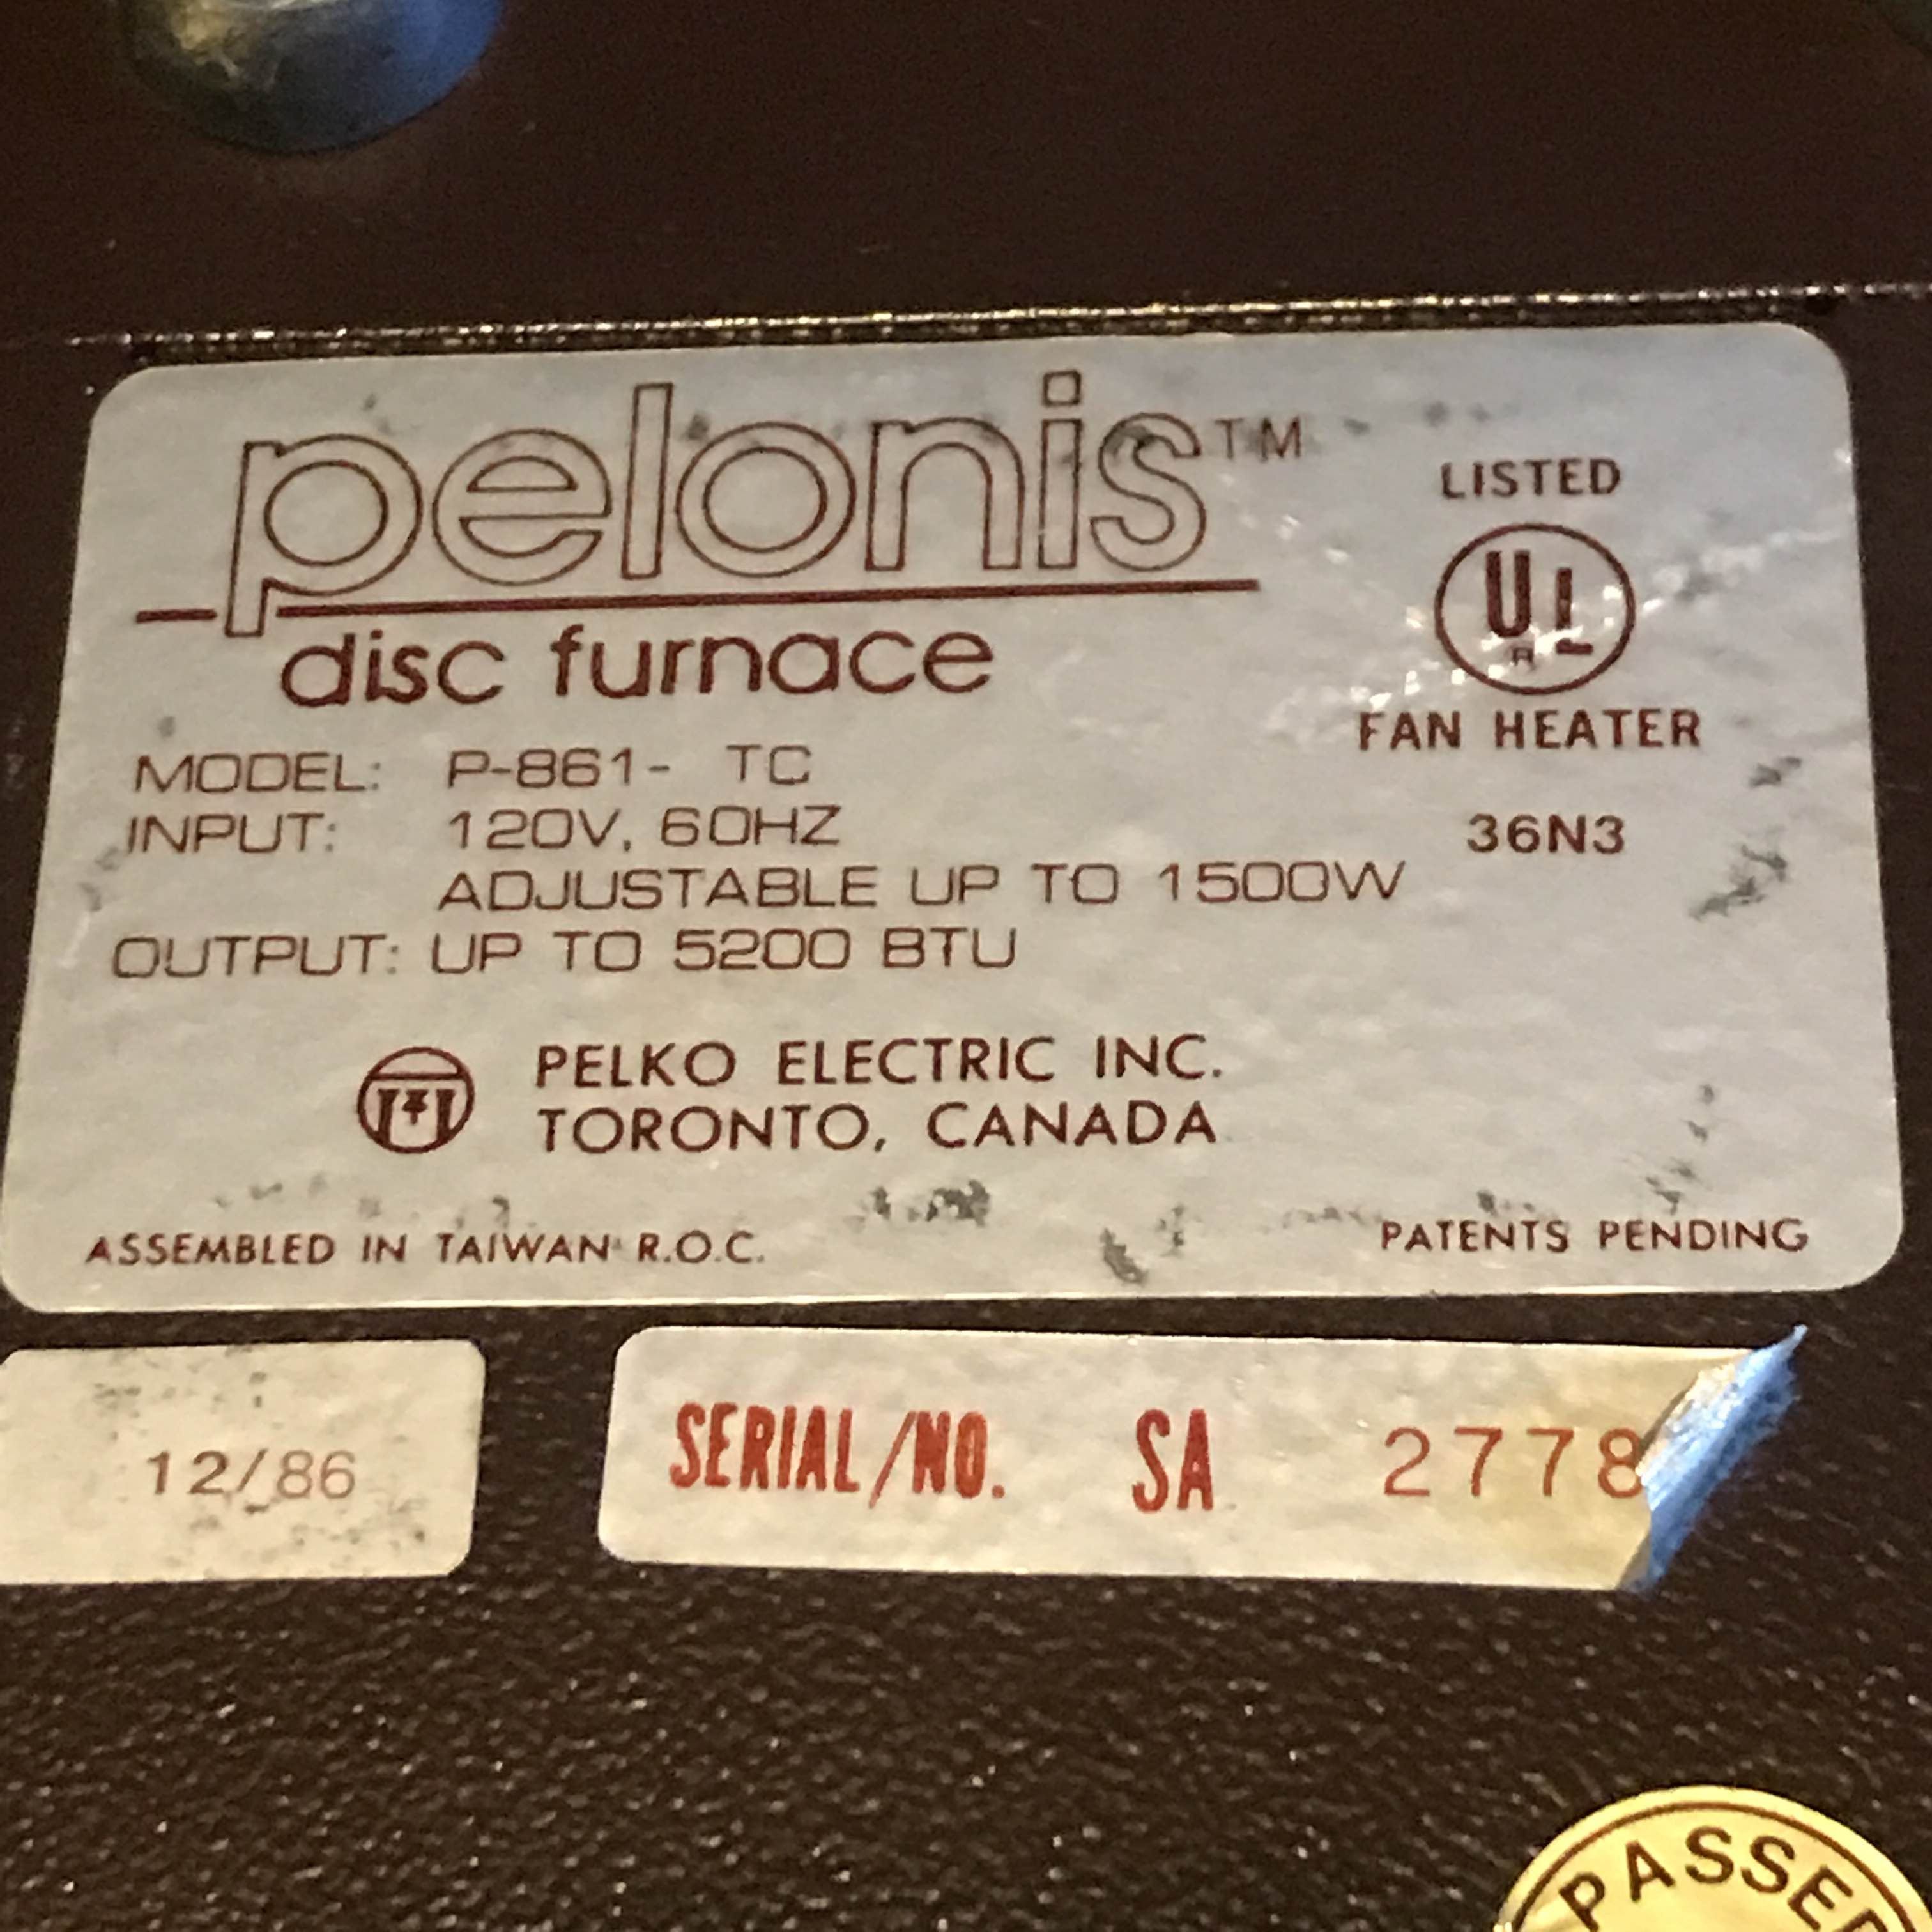 pelonis™
disc furnace
LISTED
UL
R
FAN HEATER
36N3
MODEL: P-861- TC
INPUT: 120V, 60HZ
ADJUSTABLE UP TO 1500W
OUTPUT: UP TO 5200 BTU
PELKO ELECTRIC INC.
TORONTO, CANADA
ASSEMBLED IN TAIWAN R.O.C.
PATENTS PENDING
12/86
SERIAL/NO. SA 2778
PASSED